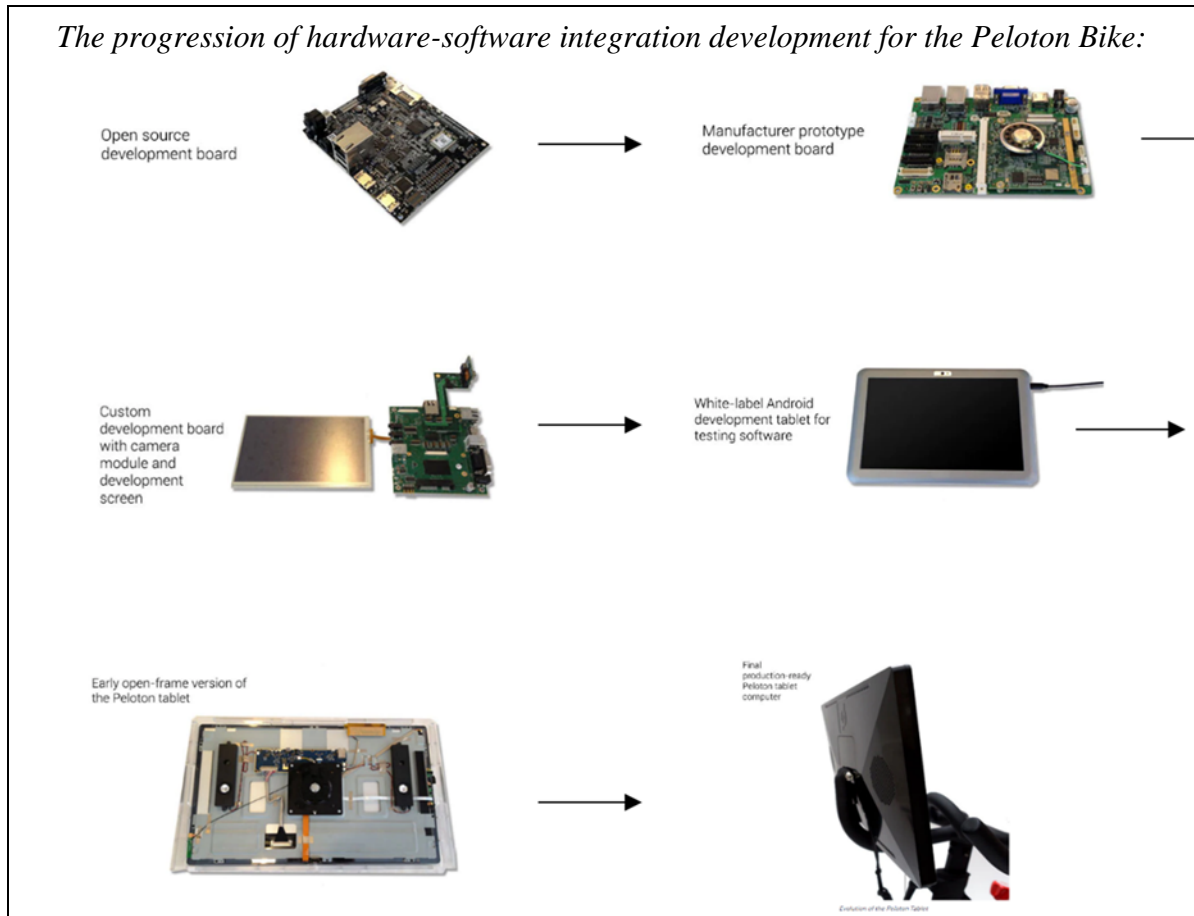 The progression of hardware-software integration development for the Peloton Bike:
Open source
development board
Manufacturer prototype
development board
Custom
development board
with camera
module and
development
screen
White-label Android
development tablet for
testing software
Early open-frame version of
the Peloton tablet
Final
production-ready
Peloton tablet
computer
Evolution of the Peloton Tablet